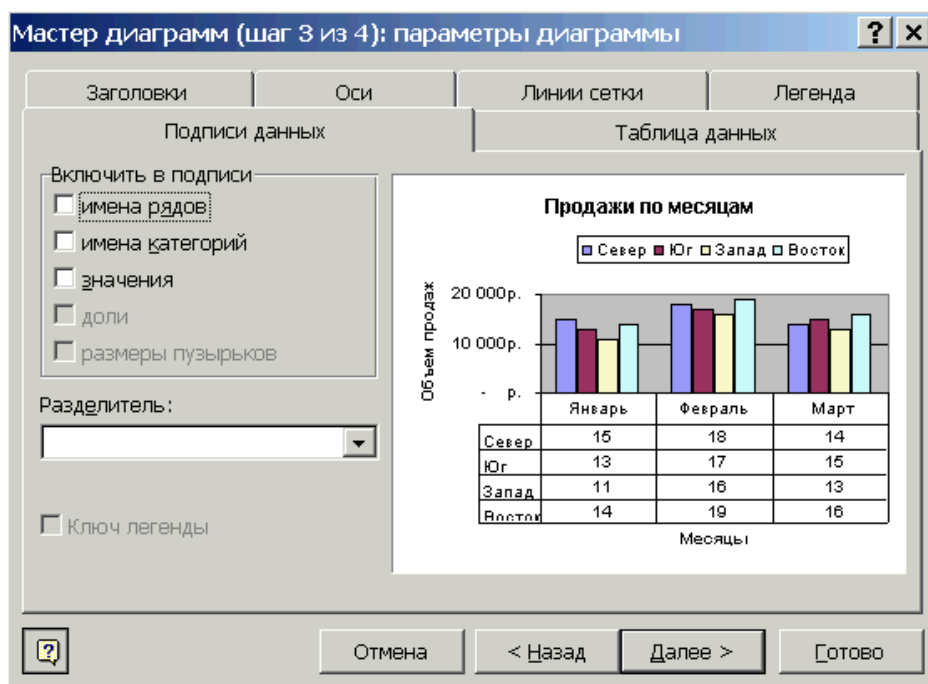 Мастер диаграмм (шаг 3 из 4): параметры диаграммы
Заголовки Оси Линии сетки Легенда
Подписи данных Таблица данных
Включить в подписи
имена рядов
имена категорий
значения
доли
размеры пузырьков
Разделитель:
Ключ легенды
Продажи по месяцам
Север Юг Запад Восток
Объем продаж
20 000р.
10 000р.
- р.
Январь Февраль Март
Север 15 18 14
Юг 13 17 15
Запад 11 16 13
Восток 14 19 16
Месяцы
Отмена < Назад Далее > Готово